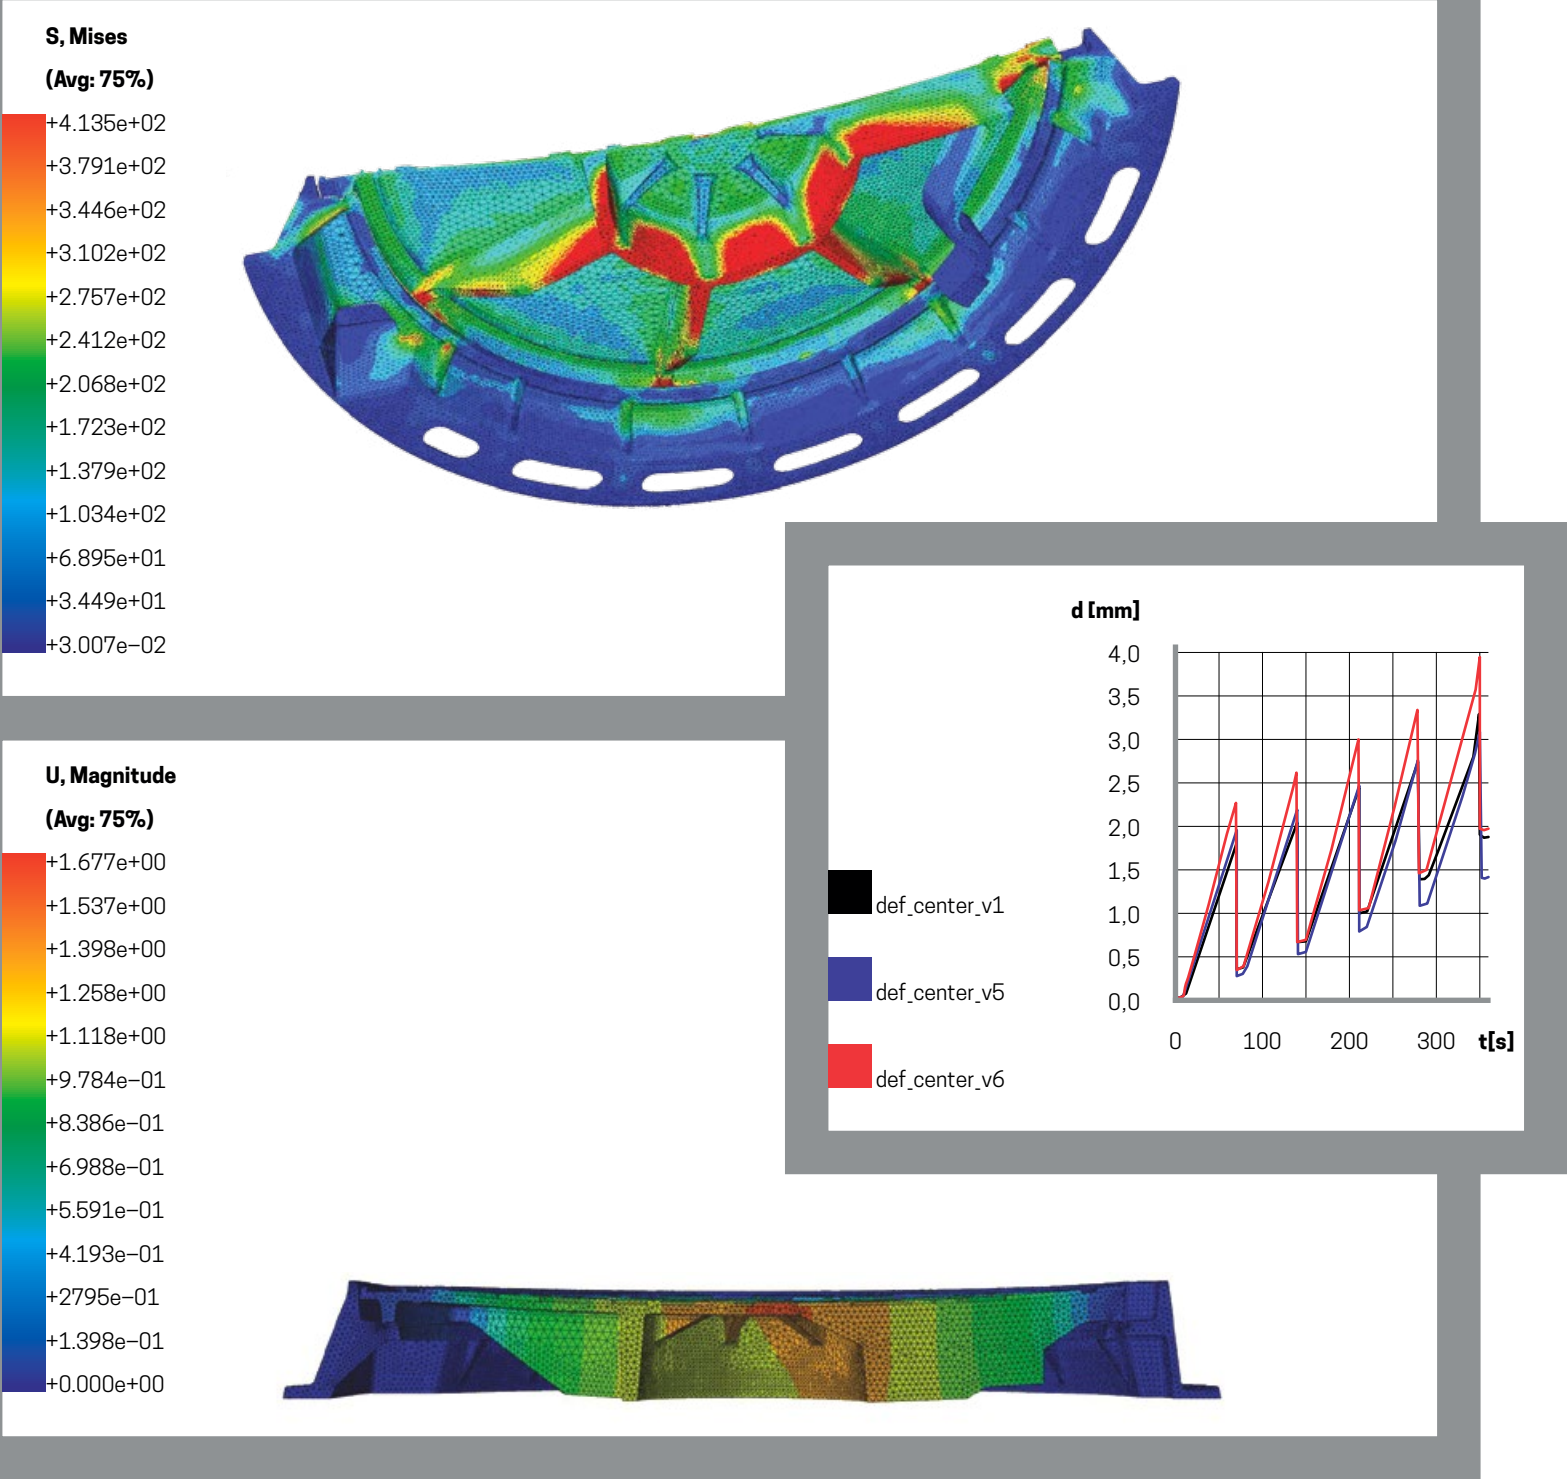 S, Mises
(Avg: 75%)
+4.135e+02
+3.791e+02
+3.446e+02
+3.102e+02
+2.757e+02
+2.412e+02
+2.068e+02
+1.723e+02
+1.379e+02
+1.034e+02
+6.895e+01
+3.449e+01
+3.007e−02
U, Magnitude
(Avg: 75%)
+1.677e+00
+1.537e+00
+1.398e+00
+1.258e+00
+1.118e+00
+9.784e−01
+8.386e−01
+6.988e−01
+5.591e−01
+4.193e−01
+2795e−01
+1.398e−01
+0.000e+00
d [mm]
4,0
3,5
3,0
2,5
2,0
1,5
1,0
0,5
0,0
0 100 200 300 t[s]
def_center_v1
def_center_v5
def_center_v6